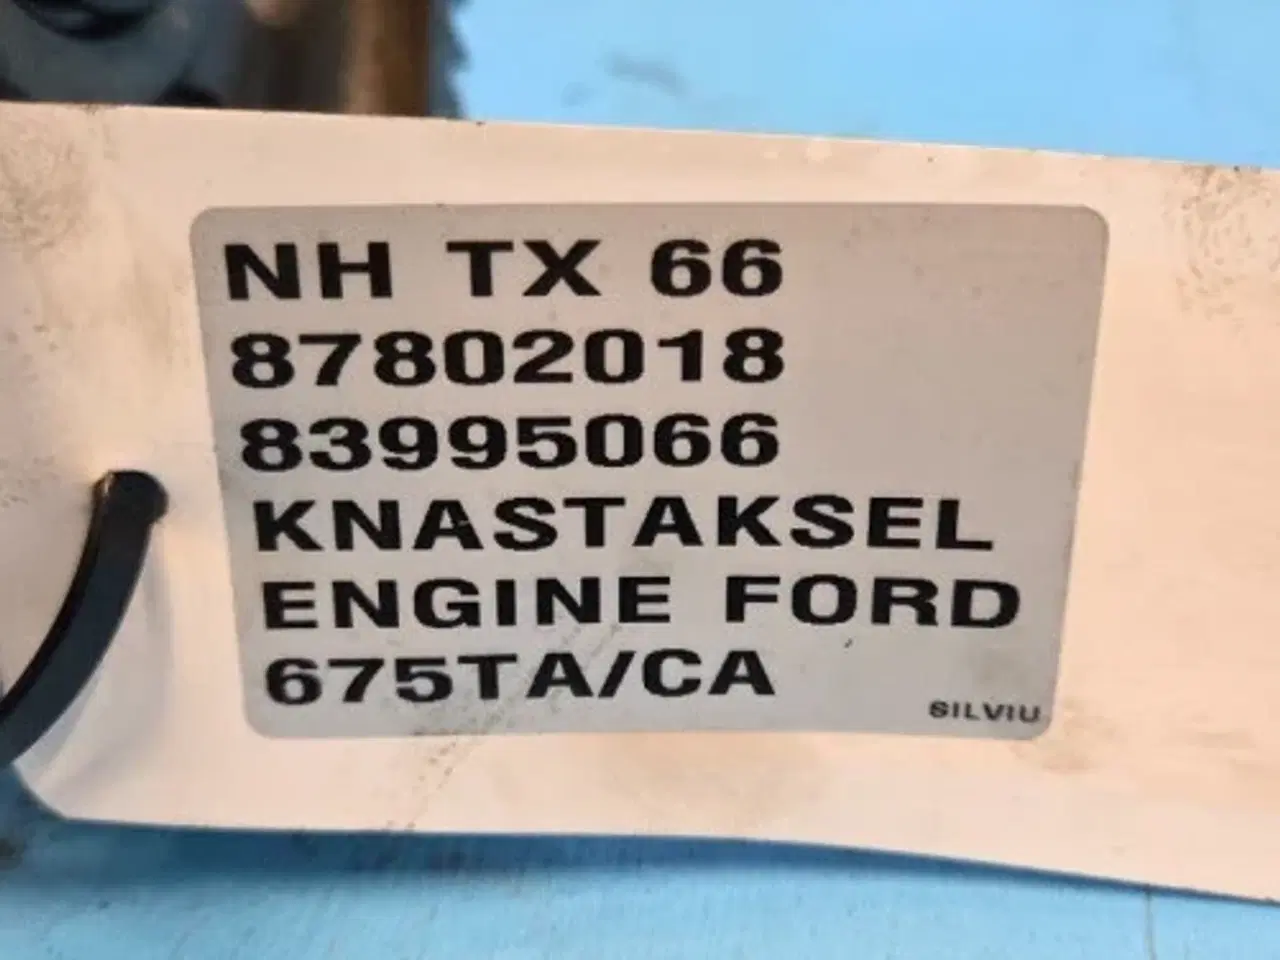 NH TX 66
87802018
83995066
KNASTAKSEL
ENGINE FORD
675TA/CA
SILVIU